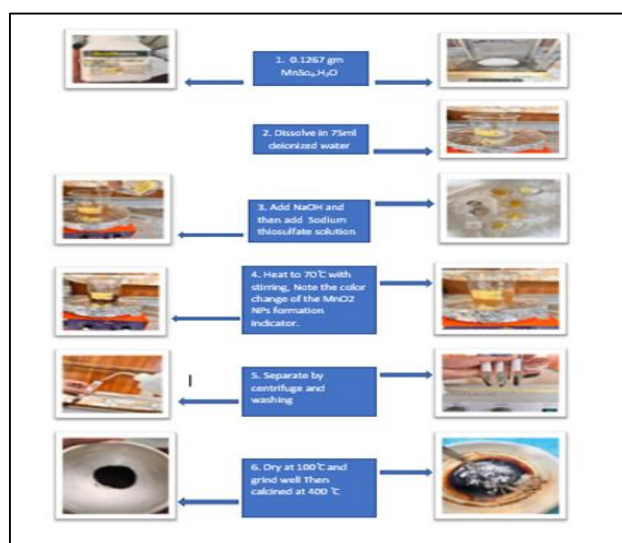 1. 0.1267 gm
MnSo₄.H₂O
2. Dissolve in 75ml
deionized water
3. Add NaOH and
then add Sodium
thiosulfate solution
4. Heat to 70℃ with
stirring, Note the color
change of the MnO2
NPs formation
indicator.
5. Separate by
centrifuge and
washing
6. Dry at 100℃ and
grind well Then
calcined at 400 ℃